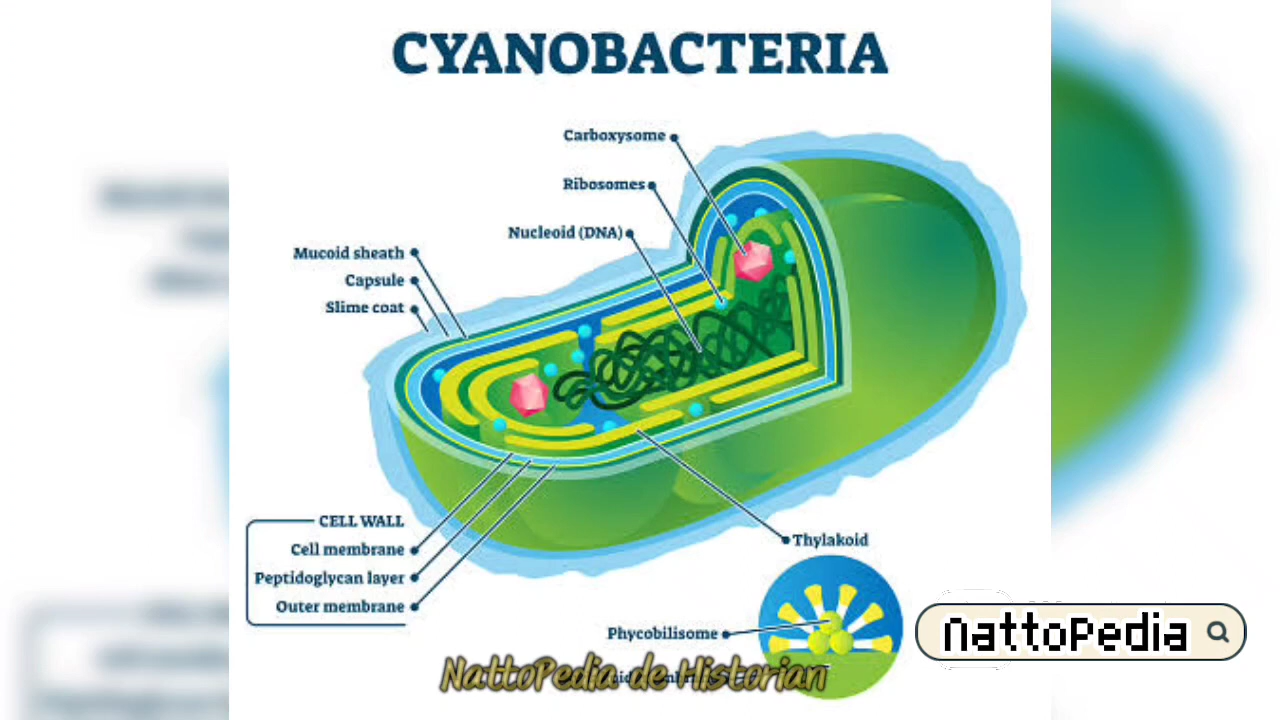 CYANOBACTERIA
Carboxysome
Ribosomes
Nucleoid (DNA)
Mucoid sheath
Capsule
Slime coat
CELL WALL
Cell membrane
Peptidoglycan layer
Outer membrane
Thylakoid
Phycobilisome
NattoPedia de Historian
nattoPedia